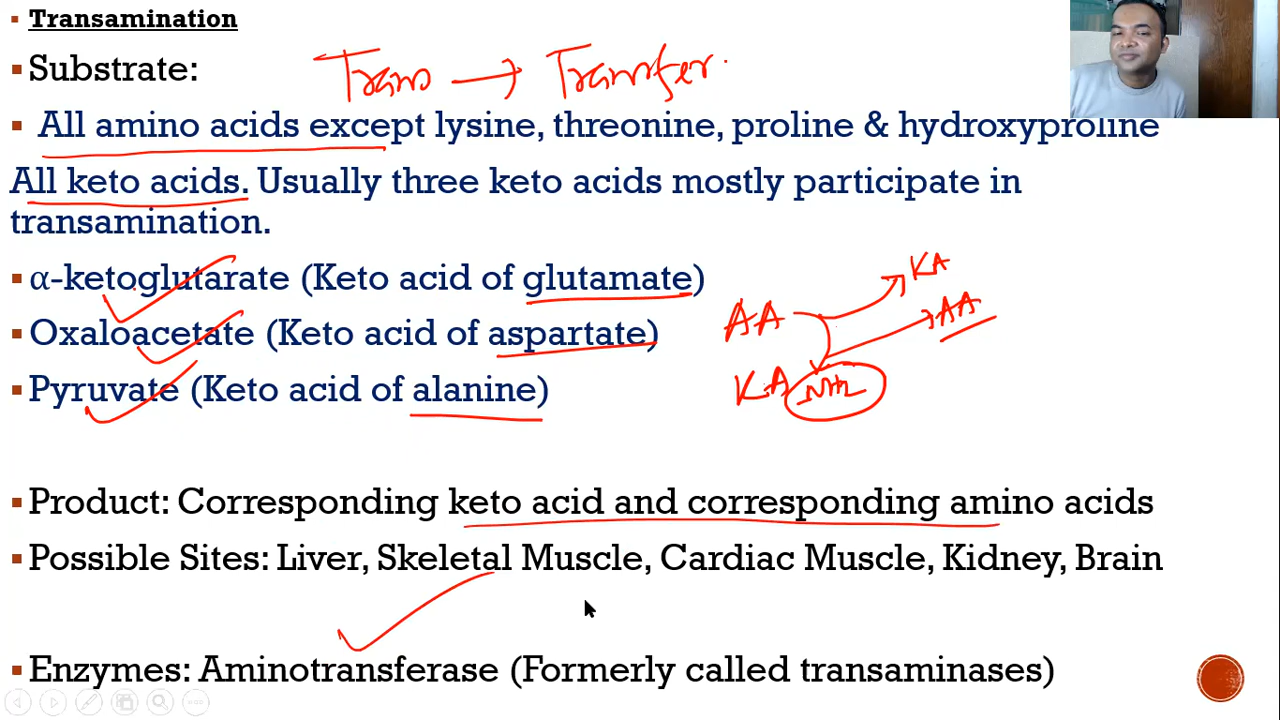 ▪ Transamination
▪ Substrate:
Trans → Transfer.
▪ All amino acids except lysine, threonine, proline & hydroxyproline
All keto acids. Usually three keto acids mostly participate in
transamination.
▪ α-ketoglutarate (Keto acid of glutamate)
▪ Oxaloacetate (Keto acid of aspartate)
▪ Pyruvate (Keto acid of alanine)
KA
AA
AA
KA NH2
▪ Product: Corresponding keto acid and corresponding amino acids
▪ Possible Sites: Liver, Skeletal Muscle, Cardiac Muscle, Kidney, Brain
▪ Enzymes: Aminotransferase (Formerly called transaminases)